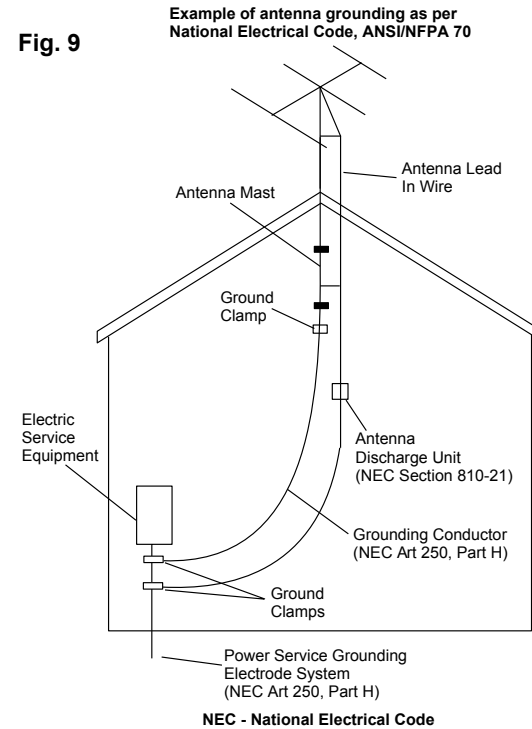 Fig. 9
Example of antenna grounding as per
National Electrical Code, ANSI/NFPA 70
Antenna Lead
In Wire
Antenna Mast
Ground
Clamp
Electric
Service
Equipment
Antenna
Discharge Unit
(NEC Section 810-21)
Grounding Conductor
(NEC Art 250, Part H)
Ground
Clamps
Power Service Grounding
Electrode System
(NEC Art 250, Part H)
NEC - National Electrical Code